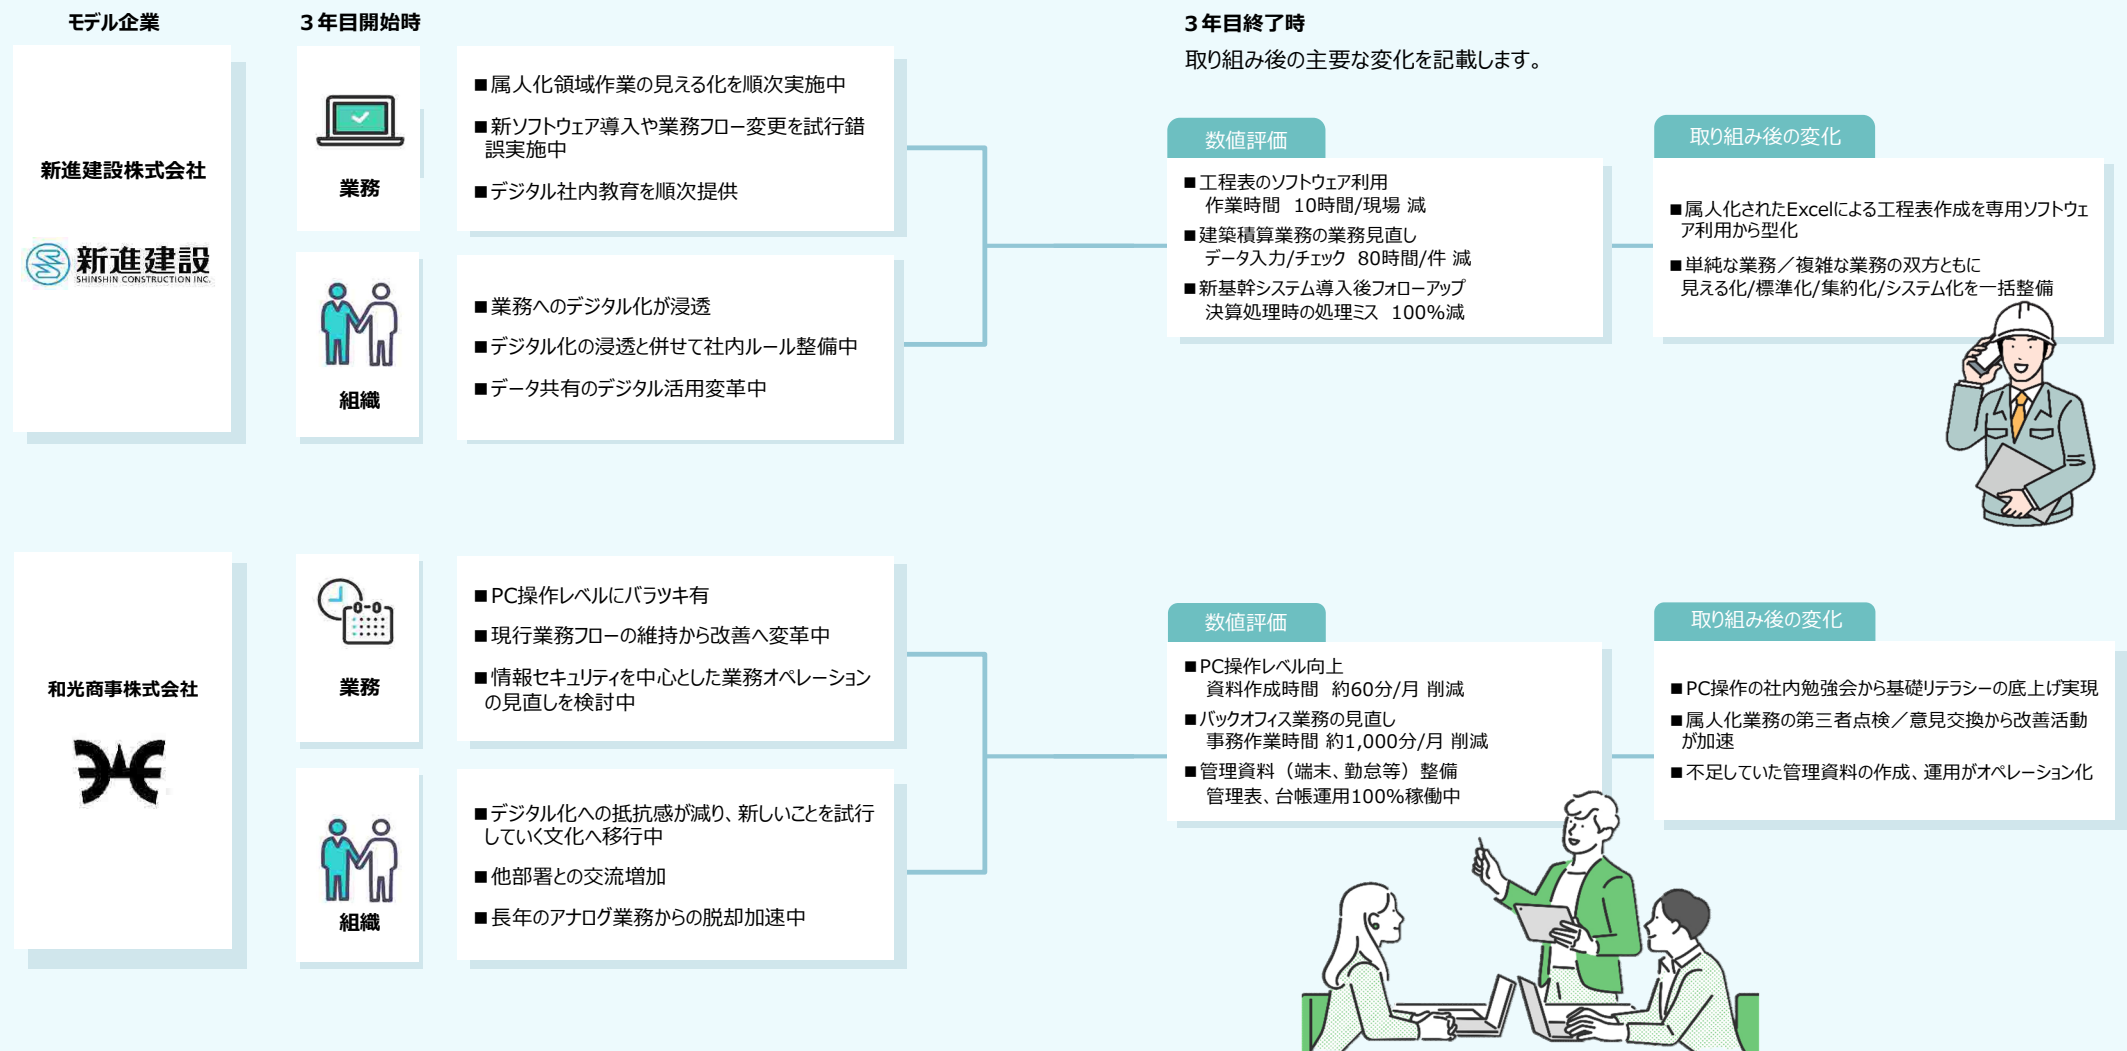 モデル企業
3年目開始時
3年目終了時
取り組み後の主要な変化を記載します。
新進建設株式会社
新進建設
SHINSHIN CONSTRUCTION INC.
業務
■属人化領域作業の見える化を順次実施中
■新ソフトウェア導入や業務フロー変更を試行錯
誤実施中
■デジタル社内教育を順次提供
組織
■業務へのデジタル化が浸透
■デジタル化の浸透と併せて社内ルール整備中
■データ共有のデジタル活用変革中
数値評価
■工程表のソフトウェア利用
作業時間 10時間/現場 減
■建築積算業務の業務見直し
データ入力/チェック 80時間/件 減
■新基幹システム導入後フォローアップ
決算処理時の処理ミス 100%減
取り組み後の変化
■属人化されたExcelによる工程表作成を専用ソフトウェ
ア利用から型化
■単純な業務／複雑な業務の双方ともに
見える化/標準化/集約化/システム化を一括整備
和光商事株式会社
業務
■PC操作レベルにバラツキ有
■現行業務フローの維持から改善へ変革中
■情報セキュリティを中心とした業務オペレーション
の見直しを検討中
組織
■デジタル化への抵抗感が減り、新しいことを試行
していく文化へ移行中
■他部署との交流増加
■長年のアナログ業務からの脱却加速中
数値評価
■PC操作レベル向上
資料作成時間 約60分/月 削減
■バックオフィス業務の見直し
事務作業時間 約1,000分/月 削減
■管理資料（端末、勤怠等）整備
管理表、台帳運用100%稼働中
取り組み後の変化
■PC操作の社内勉強会から基礎リテラシーの底上げ実現
■属人化業務の第三者点検／意見交換から改善活動
が加速
■不足していた管理資料の作成、運用がオペレーション化